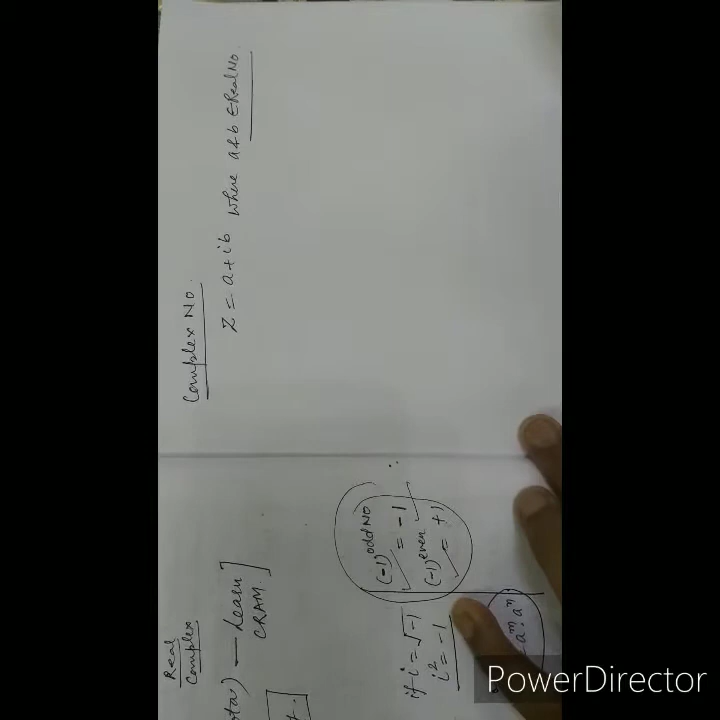 Complex No.
Z = a + ib where a & b ∈ Real No.
Real
Complex
— Learn ]
CRAM. ]
if i = √-1
i² = -1
(-1)^odd No = -1
(-1)^even = +1
∴
= a^m . a^n
PowerDirector